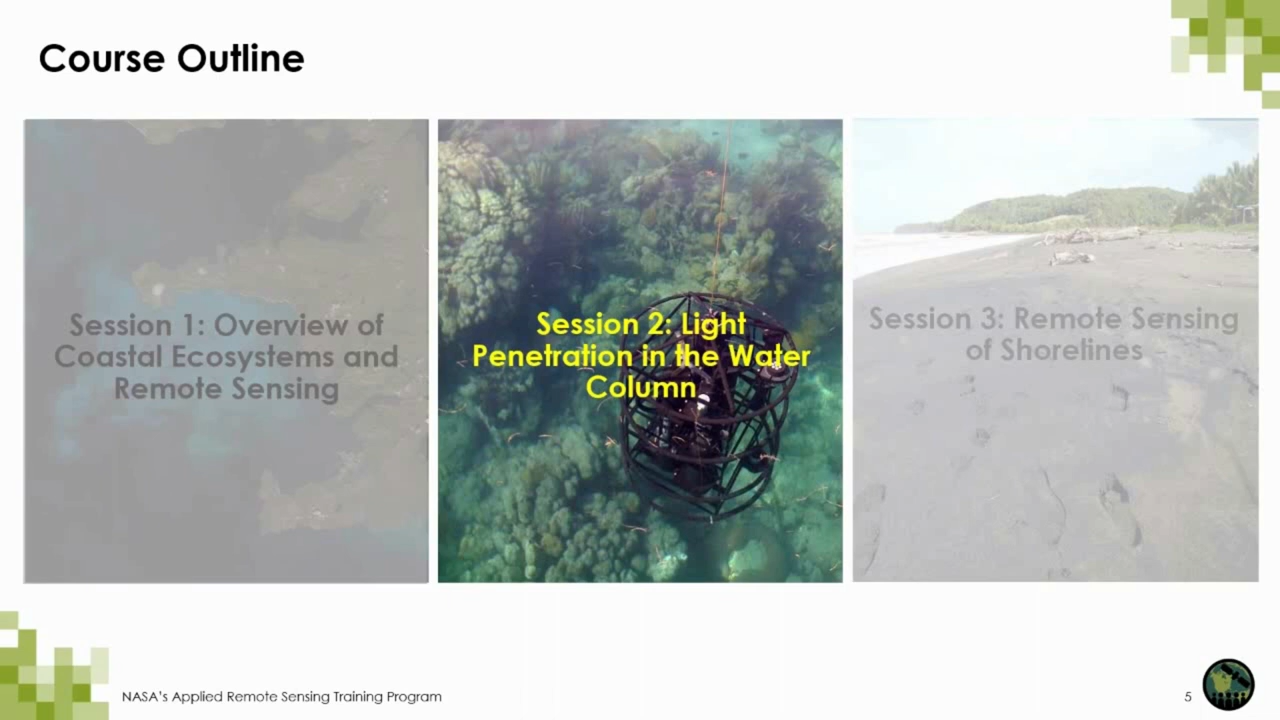 Course Outline
Session 1: Overview of
Coastal Ecosystems and
Remote Sensing
Session 2: Light
Penetration in the Water
Column
Session 3: Remote Sensing
of Shorelines
NASA's Applied Remote Sensing Training Program
5